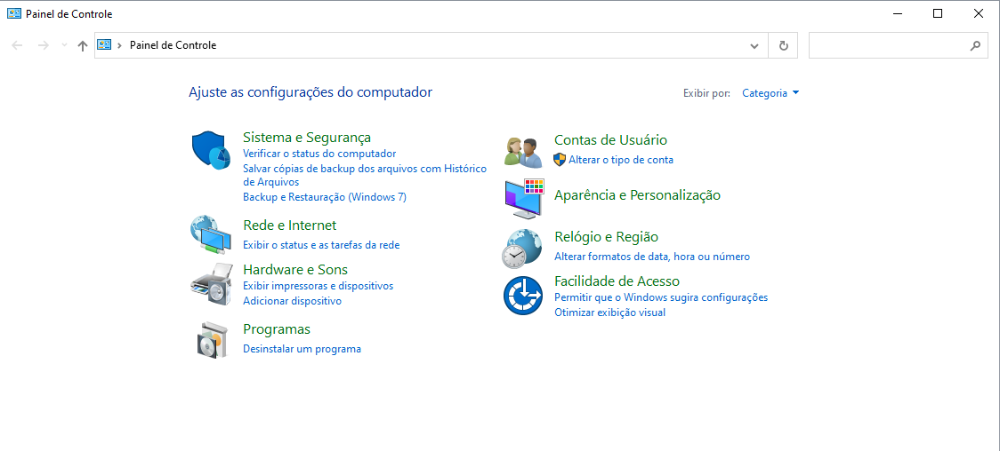 Painel de Controle
Painel de Controle
Ajuste as configurações do computador
Exibir por: Categoria
Sistema e Segurança
Verificar o status do computador
Salvar cópias de backup dos arquivos com Histórico
de Arquivos
Backup e Restauração (Windows 7)
Rede e Internet
Exibir o status e as tarefas da rede
Hardware e Sons
Exibir impressoras e dispositivos
Adicionar dispositivo
Programas
Desinstalar um programa
Contas de Usuário
Alterar o tipo de conta
Aparência e Personalização
Relógio e Região
Alterar formatos de data, hora ou número
Facilidade de Acesso
Permitir que o Windows sugira configurações
Otimizar exibição visual